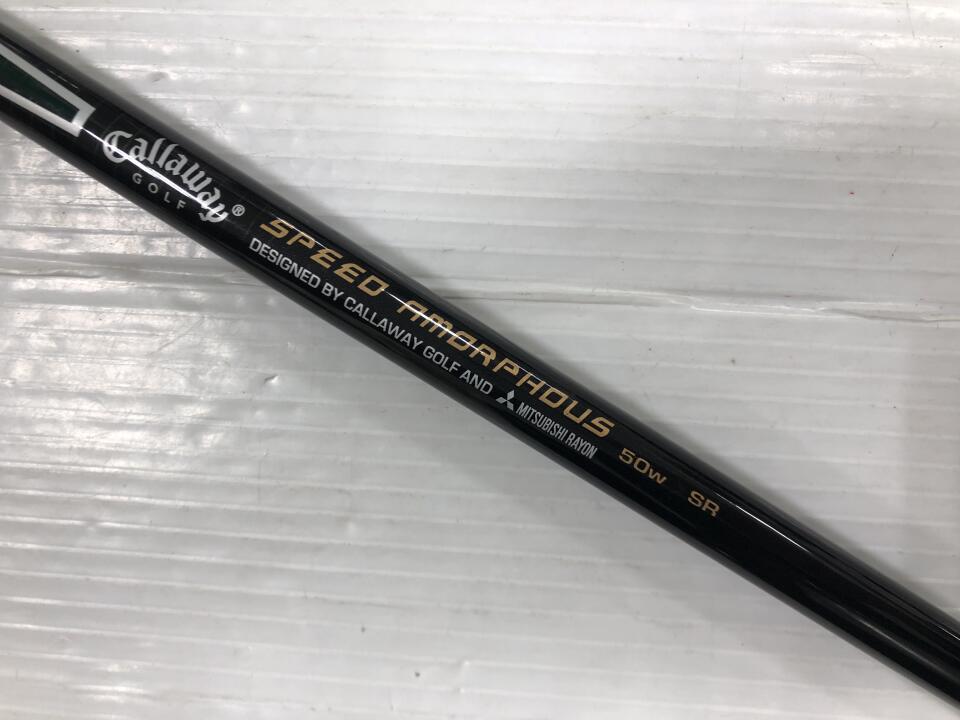 Callaway®
GOLF
SPEED AMORPHOUS 50w SR
DESIGNED BY CALLAWAY GOLF AND MITSUBISHI RAYON